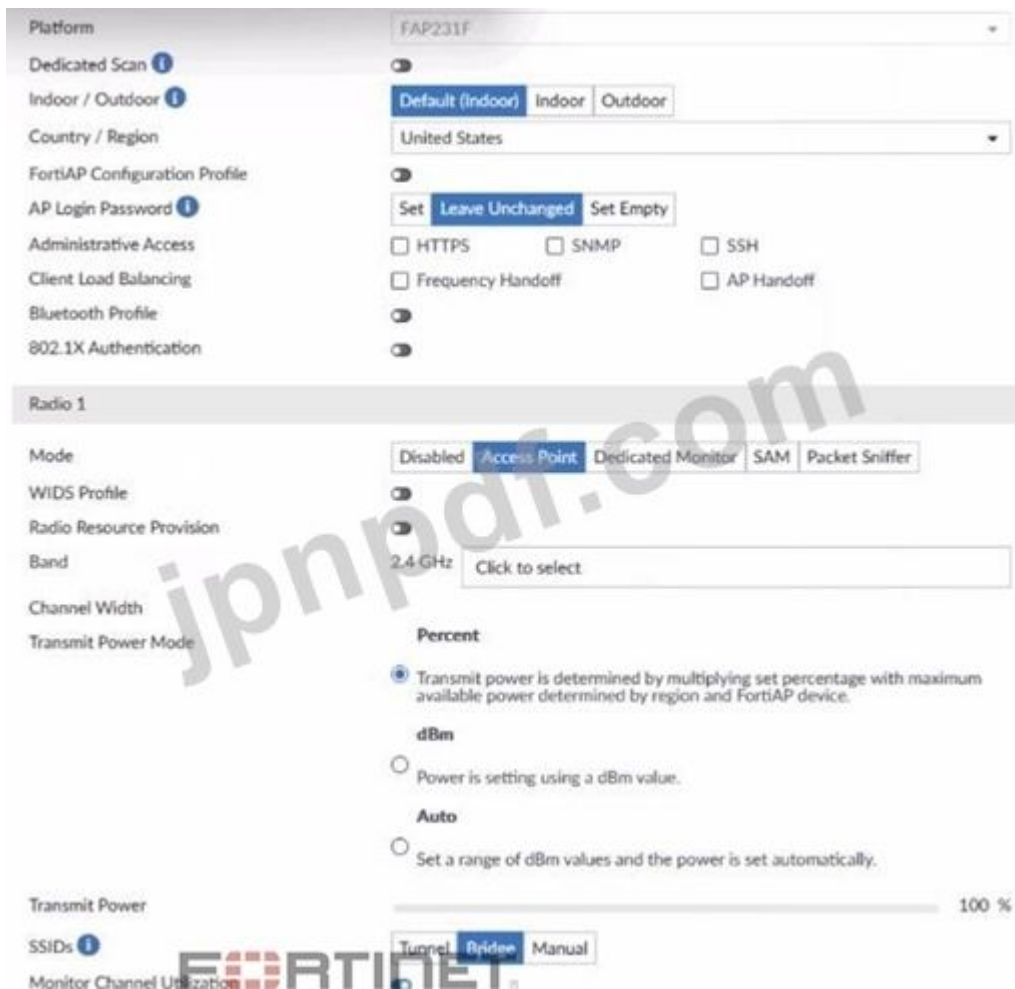 Platform FAP231F
Dedicated Scan
Indoor / Outdoor Default (Indoor) Indoor Outdoor
Country / Region United States
FortiAP Configuration Profile
AP Login Password Set Leave Unchanged Set Empty
Administrative Access HTTPS SNMP SSH
Client Load Balancing Frequency Handoff AP Handoff
Bluetooth Profile
802.1X Authentication
Radio 1
Mode Disabled Access Point Dedicated Monitor SAM Packet Sniffer
WIDS Profile
Radio Resource Provision
Band 2.4 GHz Click to select
Channel Width
Transmit Power Mode Percent
Transmit power is determined by multiplying set percentage with maximum
available power determined by region and FortiAP device.
dBm
Power is setting using a dBm value.
Auto
Set a range of dBm values and the power is set automatically.
Transmit Power 100 %
SSIDs Tunnel Bridge Manual
Monitor Channel Utilization
FORTINET
jpnpdf.com